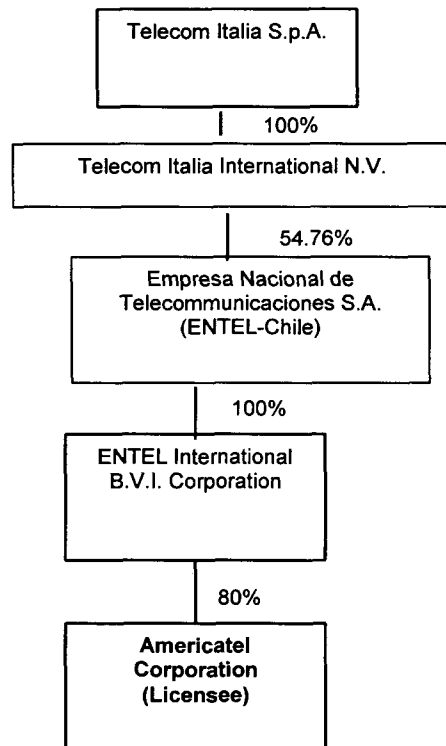 Telecom Italia S.p.A.
100%
Telecom Italia International N.V.
54.76%
Empresa Nacional de
Telecommunicaciones S.A.
(ENTEL-Chile)
100%
ENTEL International
B.V.I. Corporation
80%
Americatel
Corporation
(Licensee)